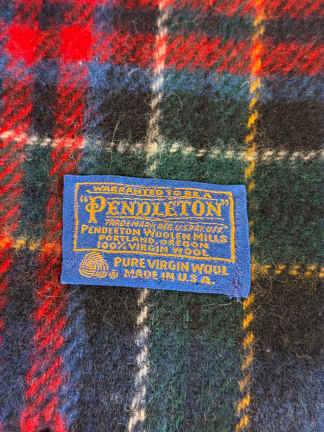 WARRANTED TO BE A
"PENDLETON"
TRADEMARK REG. U.S. PAT. OFF.
PENDLETON WOOLEN MILLS
PORTLAND, OREGON
100% VIRGIN WOOL
PURE VIRGIN WOOL
MADE IN U.S.A.